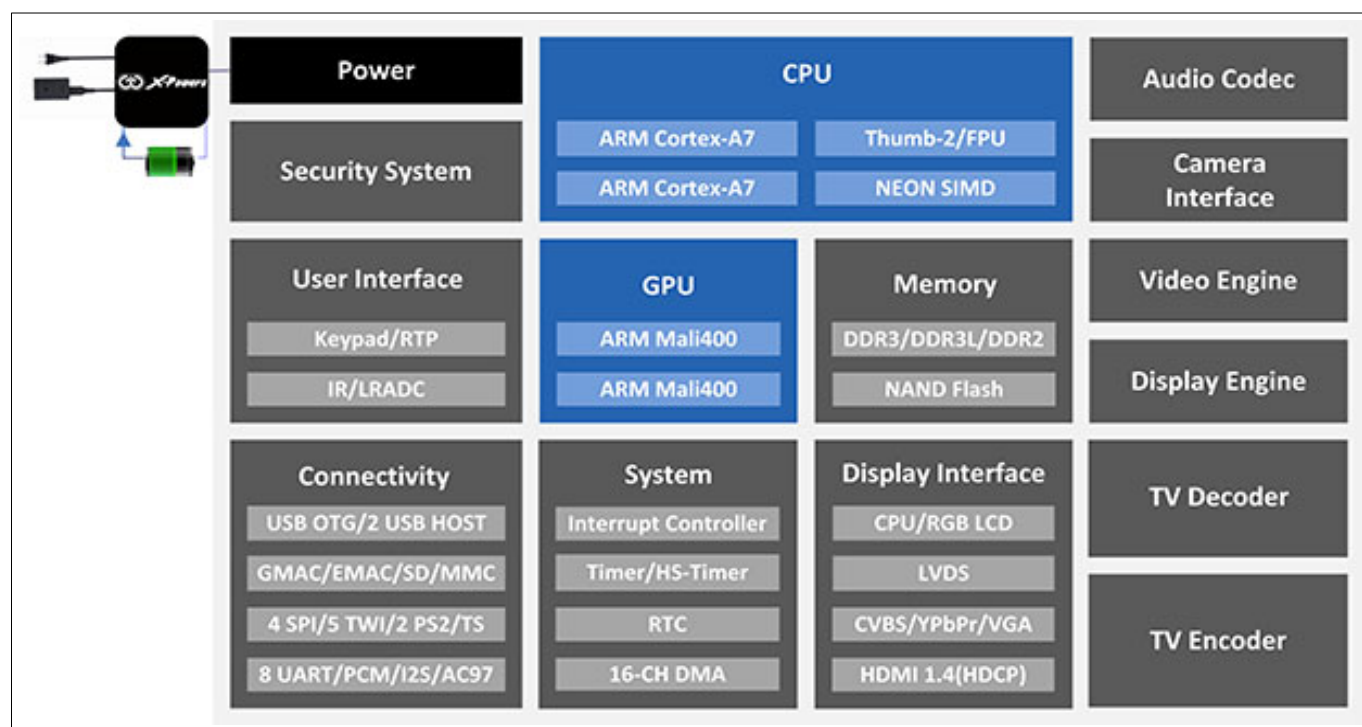 X-Powers
Power
Security System
CPU
ARM Cortex-A7
Thumb-2/FPU
ARM Cortex-A7
NEON SIMD
Audio Codec
Camera
Interface
User Interface
Keypad/RTP
IR/LRADC
GPU
ARM Mali400
ARM Mali400
Memory
DDR3/DDR3L/DDR2
NAND Flash
Video Engine
Display Engine
Connectivity
USB OTG/2 USB HOST
GMAC/EMAC/SD/MMC
4 SPI/5 TWI/2 PS2/TS
8 UART/PCM/I2S/AC97
System
Interrupt Controller
Timer/HS-Timer
RTC
16-CH DMA
Display Interface
CPU/RGB LCD
LVDS
CVBS/YPbPr/VGA
HDMI 1.4(HDCP)
TV Decoder
TV Encoder